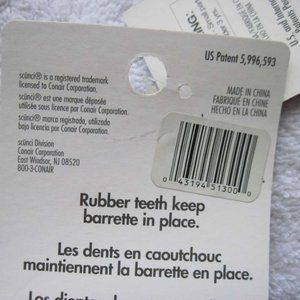 US Patent 5,996,593
scünci® is a registered trademark
licensed to Conair Corporation.
scünci® est une marque déposée
utilisée sous licence par Conair Corporation.
scünci® marca registrada, utilizado
bajo licencia por Conair Corporation.
scünci Division
Conair Corporation
East Windsor, NJ 08520
800-3-CONAIR
MADE IN CHINA
FABRIQUÉ EN CHINE
HECHO EN LA CHINA
0 43194 51300 0
Rubber teeth keep
barrette in place.
Les dents en caoutchouc
maintiennent la barrette en place.
Los dientes